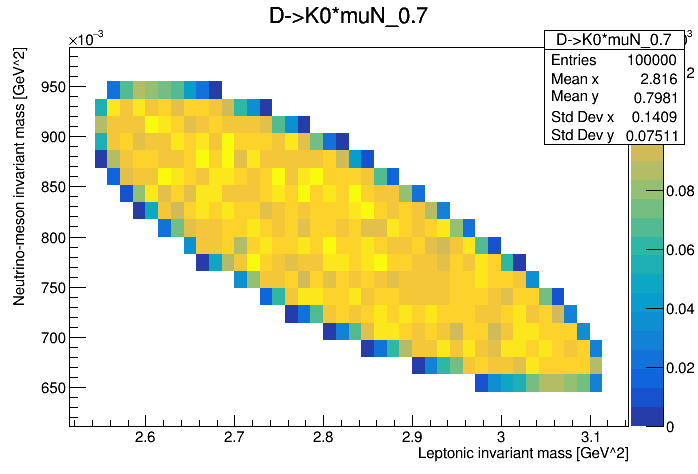 D->K0*muN_0.7
×10⁻³
Neutrino-meson invariant mass [GeV^2]
950
900
850
800
750
700
650
2.6
2.7
2.8
2.9
3
3.1
Leptonic invariant mass [GeV^2]
D->K0*muN_0.7
Entries 100000
Mean x 2.816
Mean y 0.7981
Std Dev x 0.1409
Std Dev y 0.07511
0.08
0.06
0.04
0.02
0